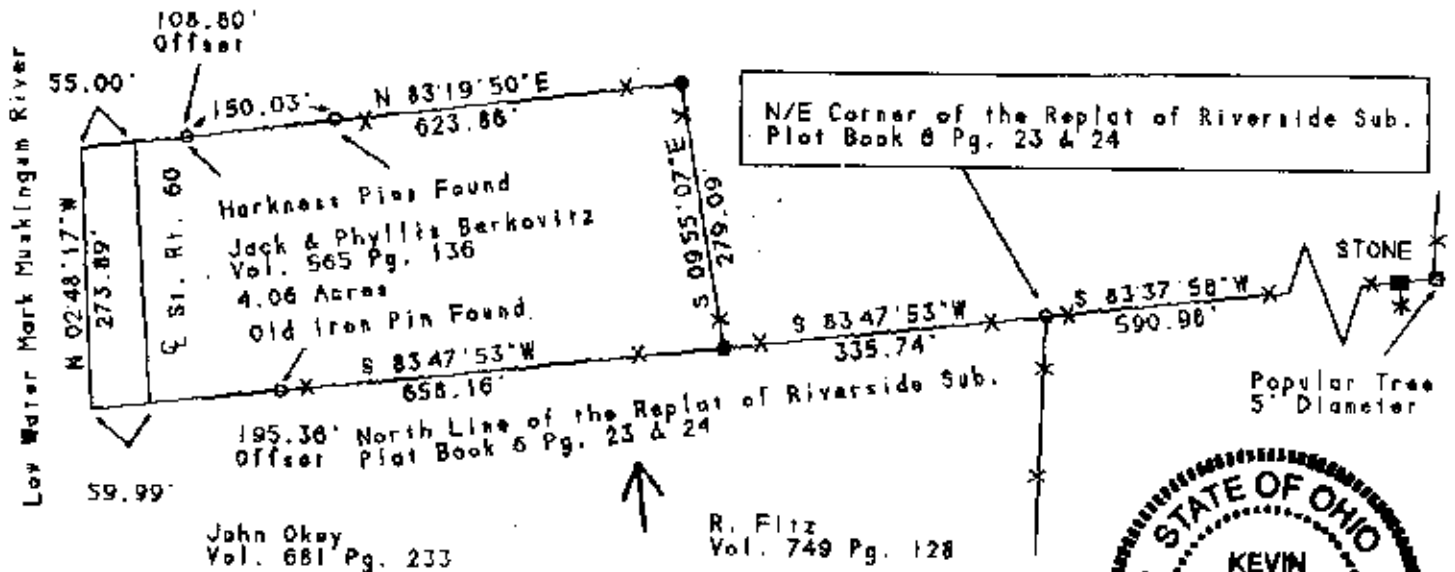 108.80'
Offset
55.00'
150.03'
N 83°19'50"E
623.86'
Low Water Mark Muskingum River
N 02°48'17"W
273.89'
℄ St. Rt. 60
Harkness Pins Found
Jack & Phyllis Berkovitz
Vol. 565 Pg. 136
4.06 Acres
Old Iron Pin Found
S 83°47'53"W
658.16'
S 09°55'07"E
279.09'
N/E Corner of the Replat of Riverside Sub.
Plat Book 6 Pg. 23 & 24
S 83°47'53"W
335.74'
S 83°37'58"W
590.98'
STONE
*
Popular Tree
5' Diameter
195.36' North Line of the Replat of Riverside Sub.
Offset Plat Book 6 Pg. 23 & 24
59.99'
John Okey
Vol. 681 Pg. 233
R. Fitz
Vol. 749 Pg. 128
STATE OF OHIO
KEVIN